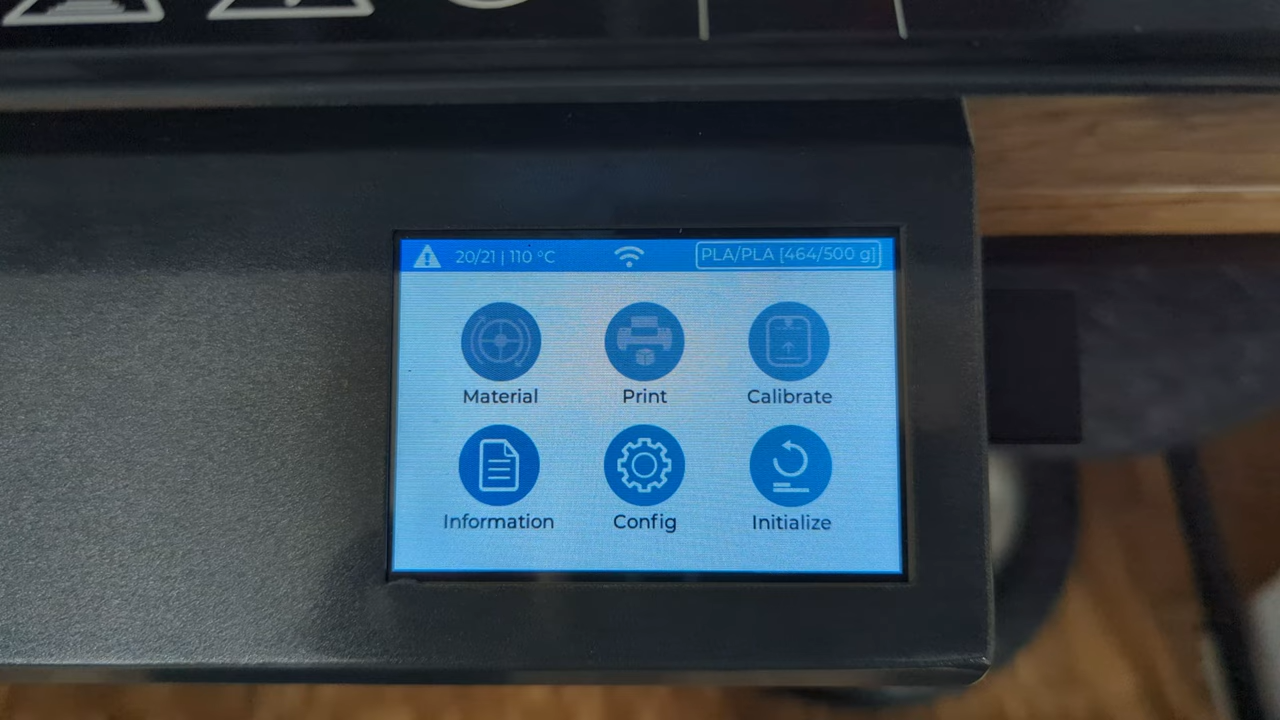 20/21 | 110 °C PLA/PLA [464/500 g]
Material Print Calibrate
Information Config Initialize